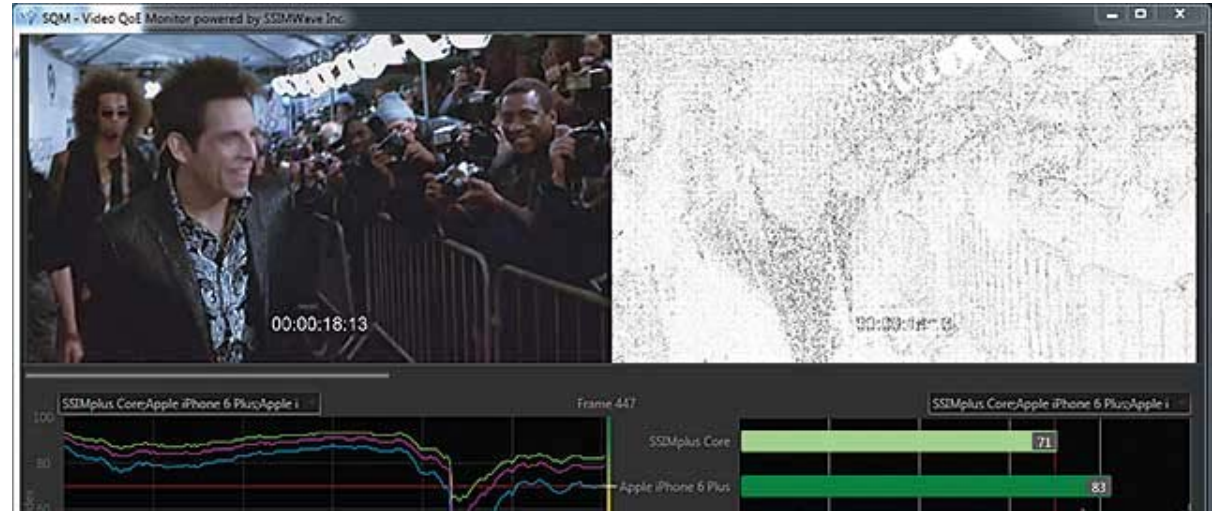 SQM - Video QoE Monitor powered by SSIMWave Inc.
00:00:18:13
SSIMplus Core;Apple iPhone 6 Plus;Apple i
Frame 447
SSIMplus Core;Apple iPhone 6 Plus;Apple i
100
80
60
SSIMplus Core
71
Apple iPhone 6 Plus
83